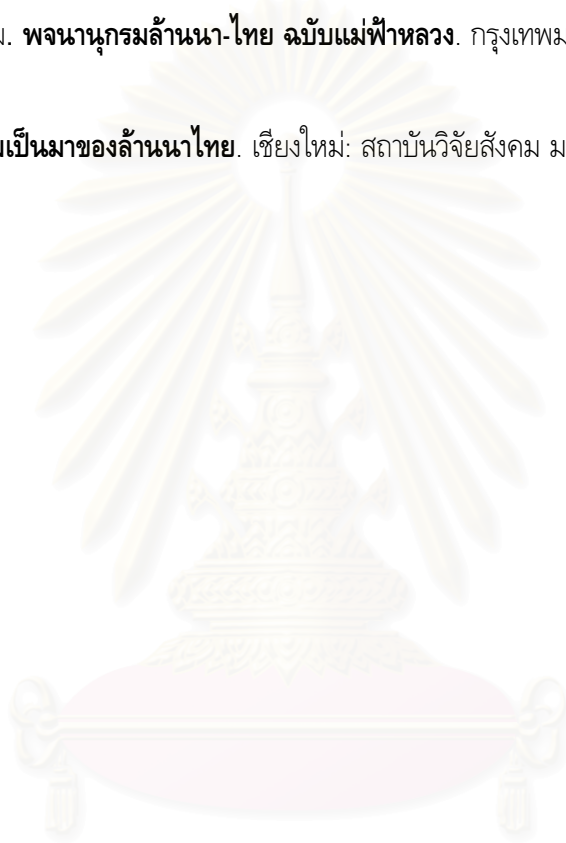 . พจนานุกรมล้านนา-ไทย ฉบับแม่ฟ้าหลวง. กรุงเทพม
เป็นมาของล้านนาไทย. เชียงใหม่: สถาบันวิจัยสังคม ม